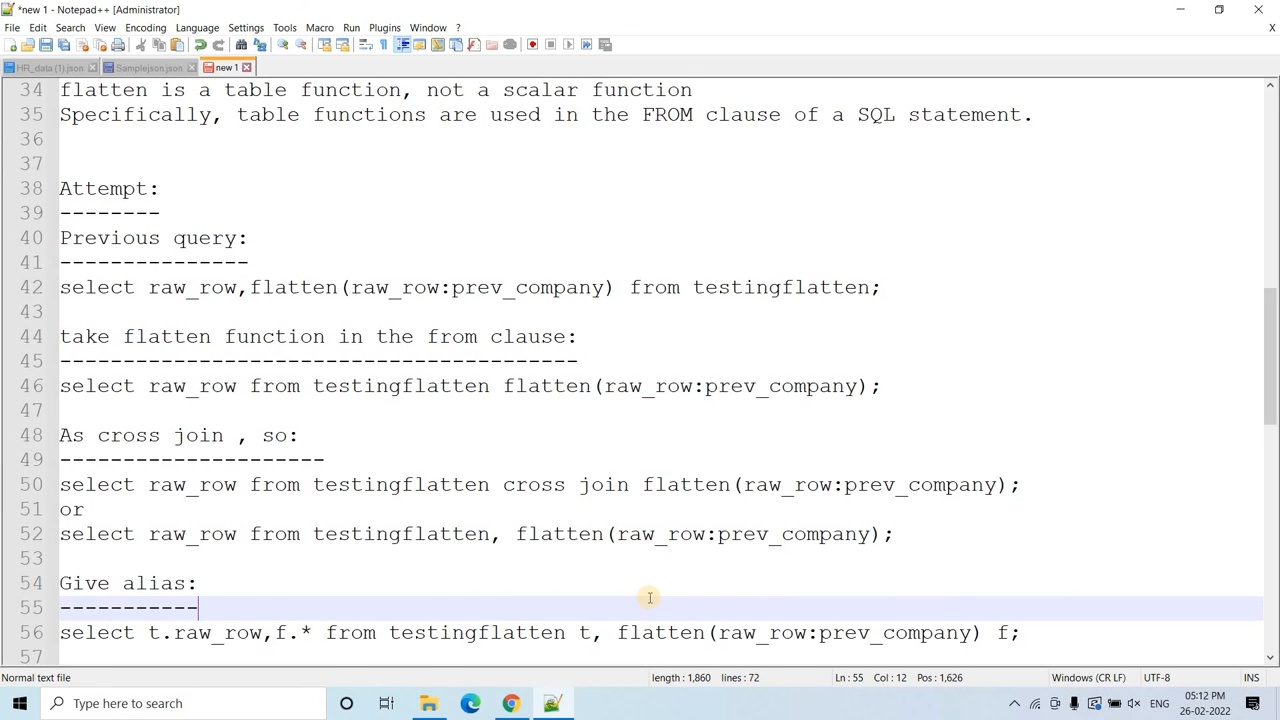 *new 1 - Notepad++ [Administrator]
File Edit Search View Encoding Language Settings Tools Macro Run Plugins Window ?
X
HR_data (1).json Samplejson.json new 1
34 flatten is a table function, not a scalar function
35 Specifically, table functions are used in the FROM clause of a SQL statement.
36
37
38 Attempt:
39 --------
40 Previous query:
41 ---------------
42 select raw_row,flatten(raw_row:prev_company) from testingflatten;
43
44 take flatten function in the from clause:
45 -----------------------------------------
46 select raw_row from testingflatten flatten(raw_row:prev_company);
47
48 As cross join , so:
49 ---------------------
50 select raw_row from testingflatten cross join flatten(raw_row:prev_company);
51 or
52 select raw_row from testingflatten, flatten(raw_row:prev_company);
53
54 Give alias:
55 -----------
56 select t.raw_row,f.* from testingflatten t, flatten(raw_row:prev_company) f;
57
Normal text file length : 1,860 lines : 72 Ln : 55 Col : 12 Pos : 1,626 Windows (CR LF) UTF-8 INS
Type here to search ENG 05:12 PM
26-02-2022